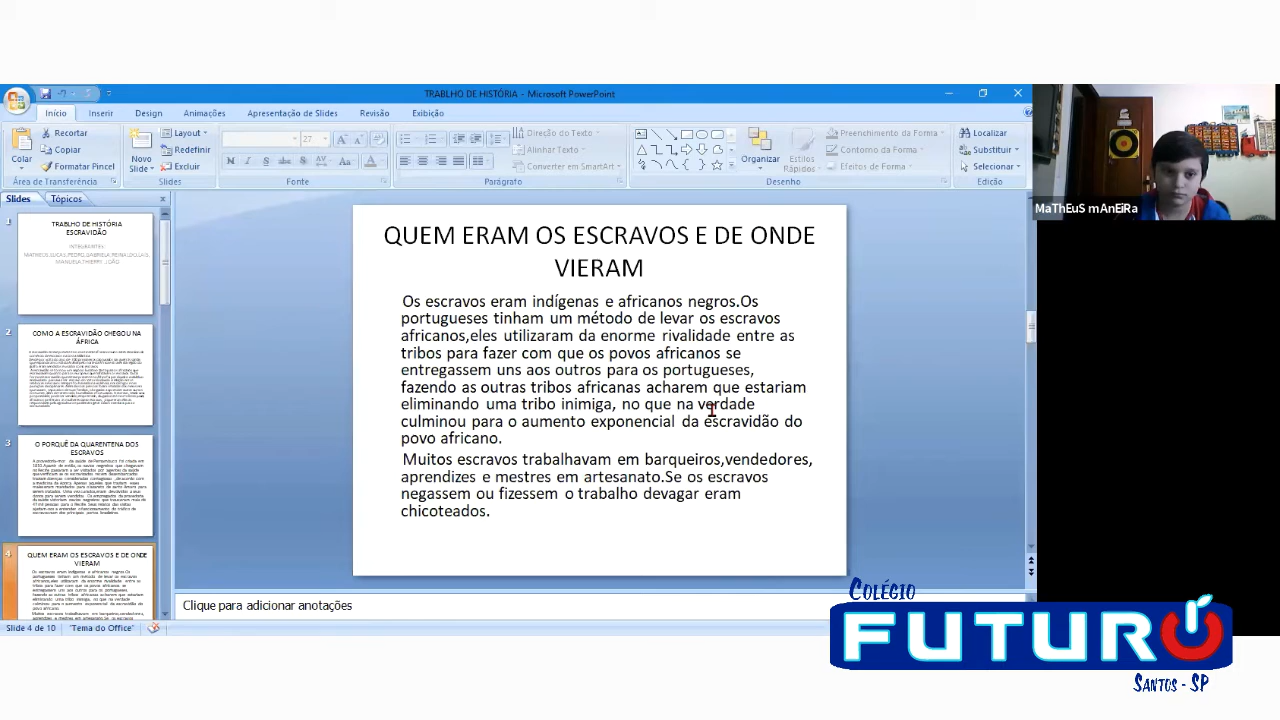 TRABLHO DE HISTÓRIA - Microsoft PowerPoint
Início Inserir Design Animações Apresentação de Slides Revisão Exibição
Colar
Recortar
Copiar
Formatar Pincel
Área de Transferência
Novo Slide
Layout
Redefinir
Excluir
Slides
27
Fonte
Direção do Texto
Alinhar Texto
Converter em SmartArt
Parágrafo
Organizar
Estilos Rápidos
Preenchimento da Forma
Contorno da Forma
Efeitos de Forma
Desenho
Localizar
Substituir
Selecionar
Edição
Slides Tópicos
1
TRABLHO DE HISTÓRIA
ESCRAVIDÃO
2
COMO A ESCRAVIDÃO CHEGOU NA
ÁFRICA
3
O PORQUÊ DA QUARENTENA DOS
ESCRAVOS
4
QUEM ERAM OS ESCRAVOS E DE ONDE
VIERAM
QUEM ERAM OS ESCRAVOS E DE ONDE
VIERAM
Os escravos eram indígenas e africanos negros.Os
portugueses tinham um método de levar os escravos
africanos,eles utilizaram da enorme rivalidade entre as
tribos para fazer com que os povos africanos se
entregassem uns aos outros para os portugueses,
fazendo as outras tribos africanas acharem que estariam
eliminando uma tribo inimiga, no que na verdade
culminou para o aumento exponencial da escravidão do
povo africano.
Muitos escravos trabalhavam em barqueiros,vendedores,
aprendizes e mestres em artesanato.Se os escravos
negassem ou fizessem o trabalho devagar eram
chicoteados.
Clique para adicionar anotações
Slide 4 de 10 "Tema do Office"
MaThEuS mAnEiRa
COLÉGIO
FUTURO
SANTOS - SP